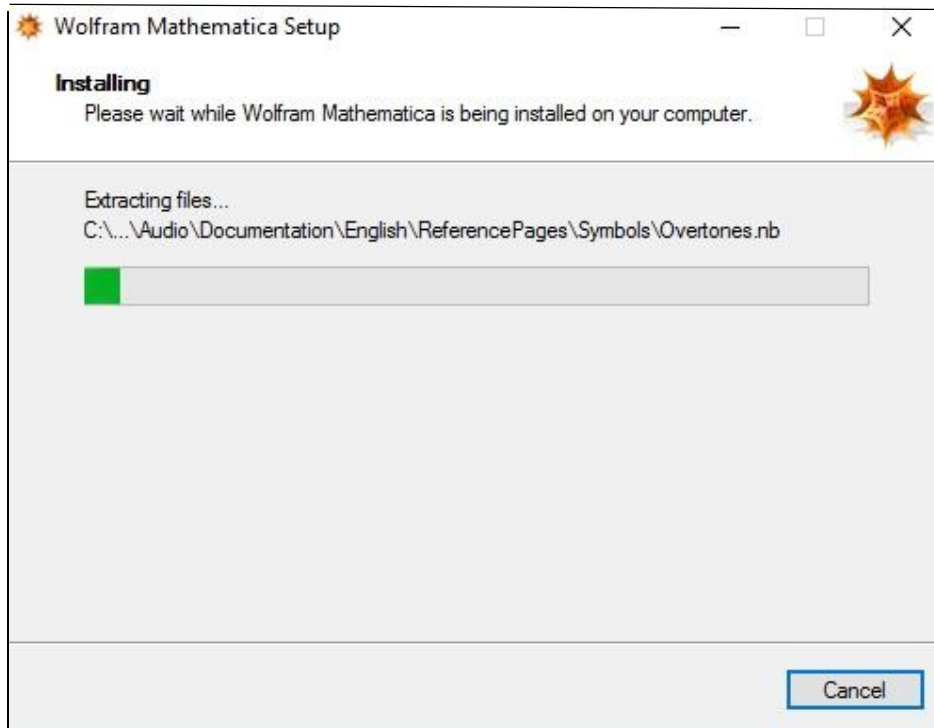 Wolfram Mathematica Setup
Installing
Please wait while Wolfram Mathematica is being installed on your computer.
Extracting files...
C:\...\Audio\Documentation\English\ReferencePages\Symbols\Overtones.nb
Cancel